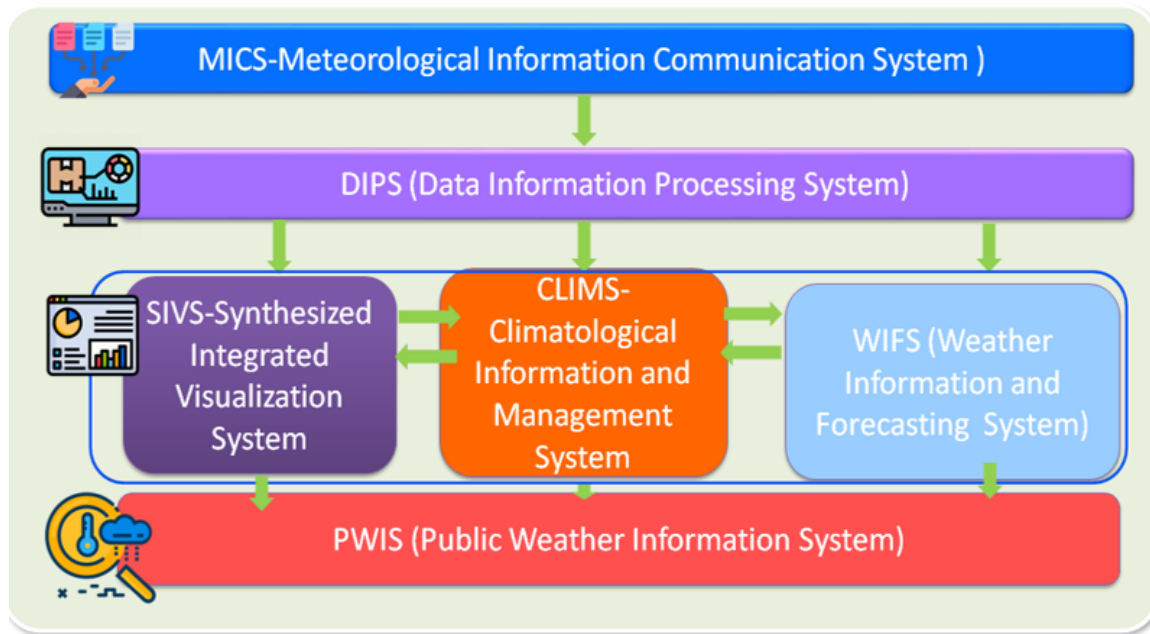 MICS-Meteorological Information Communication System )
DIPS (Data Information Processing System)
SIVS-Synthesized
Integrated
Visualization
System
CLIMS-
Climatological
Information and
Management
System
WIFS (Weather
Information and
Forecasting System)
PWIS (Public Weather Information System)